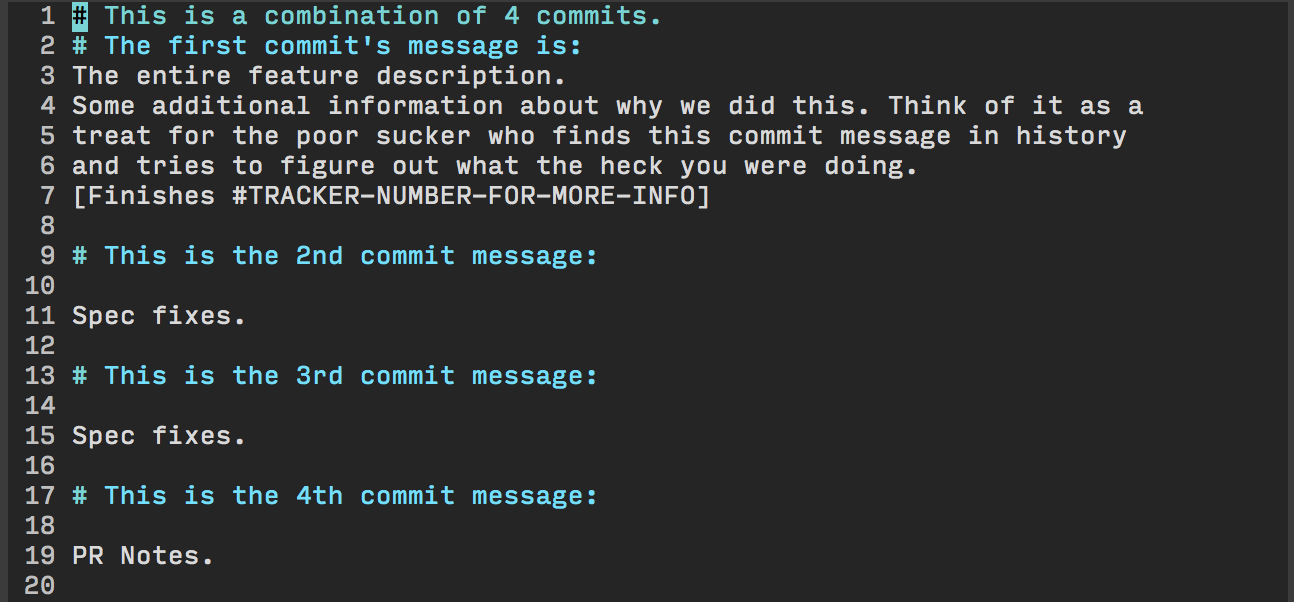 1 # This is a combination of 4 commits.
2 # The first commit's message is:
3 The entire feature description.
4 Some additional information about why we did this. Think of it as a
5 treat for the poor sucker who finds this commit message in history
6 and tries to figure out what the heck you were doing.
7 [Finishes #TRACKER-NUMBER-FOR-MORE-INFO]
8
9 # This is the 2nd commit message:
10
11 Spec fixes.
12
13 # This is the 3rd commit message:
14
15 Spec fixes.
16
17 # This is the 4th commit message:
18
19 PR Notes.
20